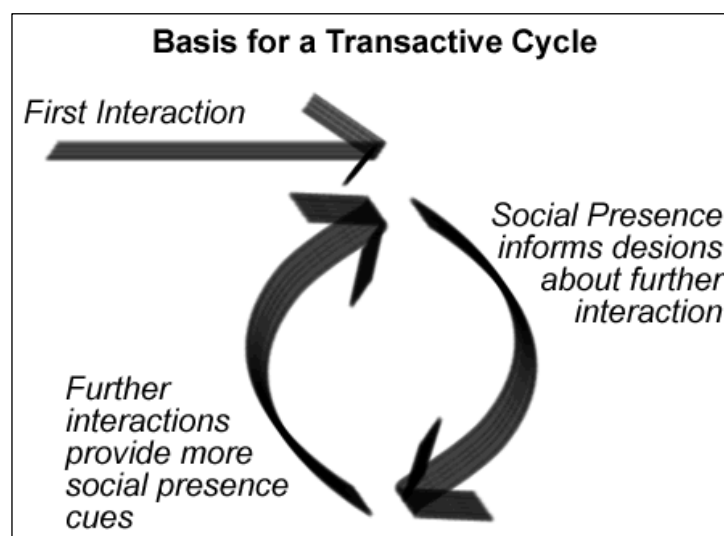 Basis for a Transactive Cycle
First Interaction
Social Presence
informs desions
about further
interaction
Further
interactions
provide more
social presence
cues